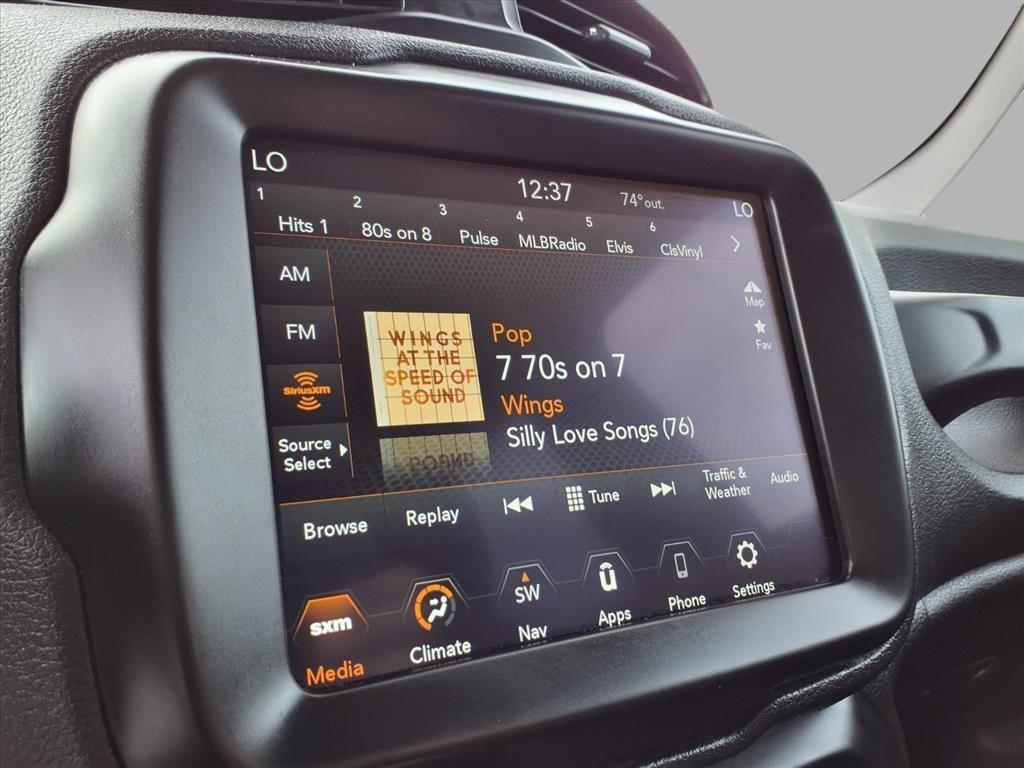 LO
12:37
74° out.
LO
1
2
3
4
5
6
Hits 1
80s on 8
Pulse
MLBRadio
Elvis
ClsVinyl
AM
FM
SiriusXM
Source
Select
Map
Fav
WINGS
AT THE
SPEED OF
SOUND
Pop
7 70s on 7
Wings
Silly Love Songs (76)
Browse
Replay
Tune
Traffic &
Weather
Audio
sxm
Media
Climate
SW
Nav
Apps
Phone
Settings